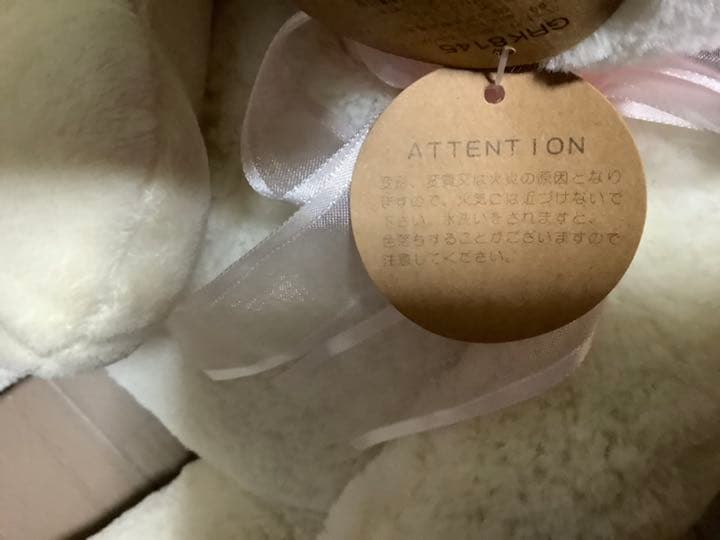 GRK8145
ATTENTION
変形、変質又は火災の原因となり
ますので、火気には近づけないで
下さい。水洗いをされますと、
色落ちすることがございますので
注意してください。